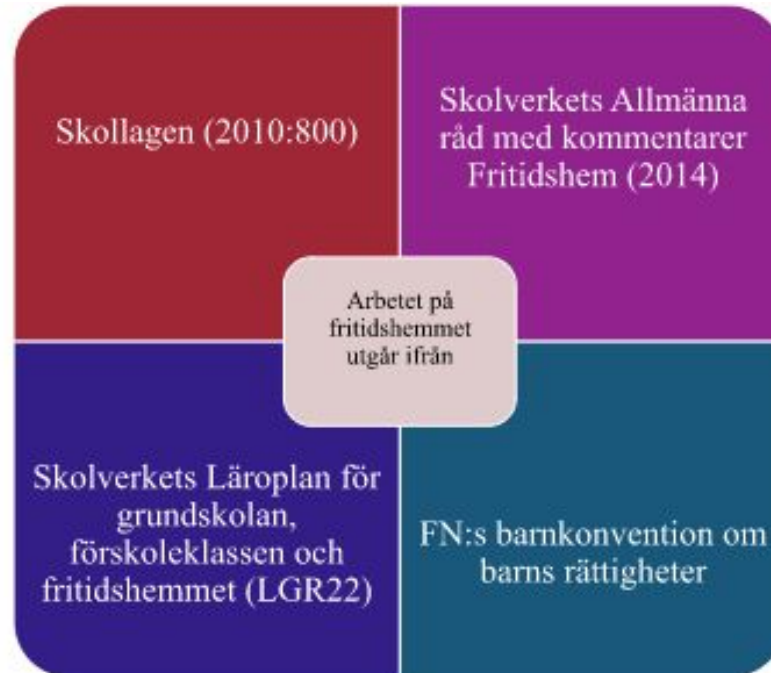 Skollagen (2010:800)
Skolverkets Allmänna
råd med kommentarer
Fritidshem (2014)
Arbetet på
fritidshemmet
utgår ifrån
Skolverkets Läroplan för
grundskolan,
förskoleklassen och
fritidshemmet (LGR22)
FN:s barnkonvention om
barns rättigheter